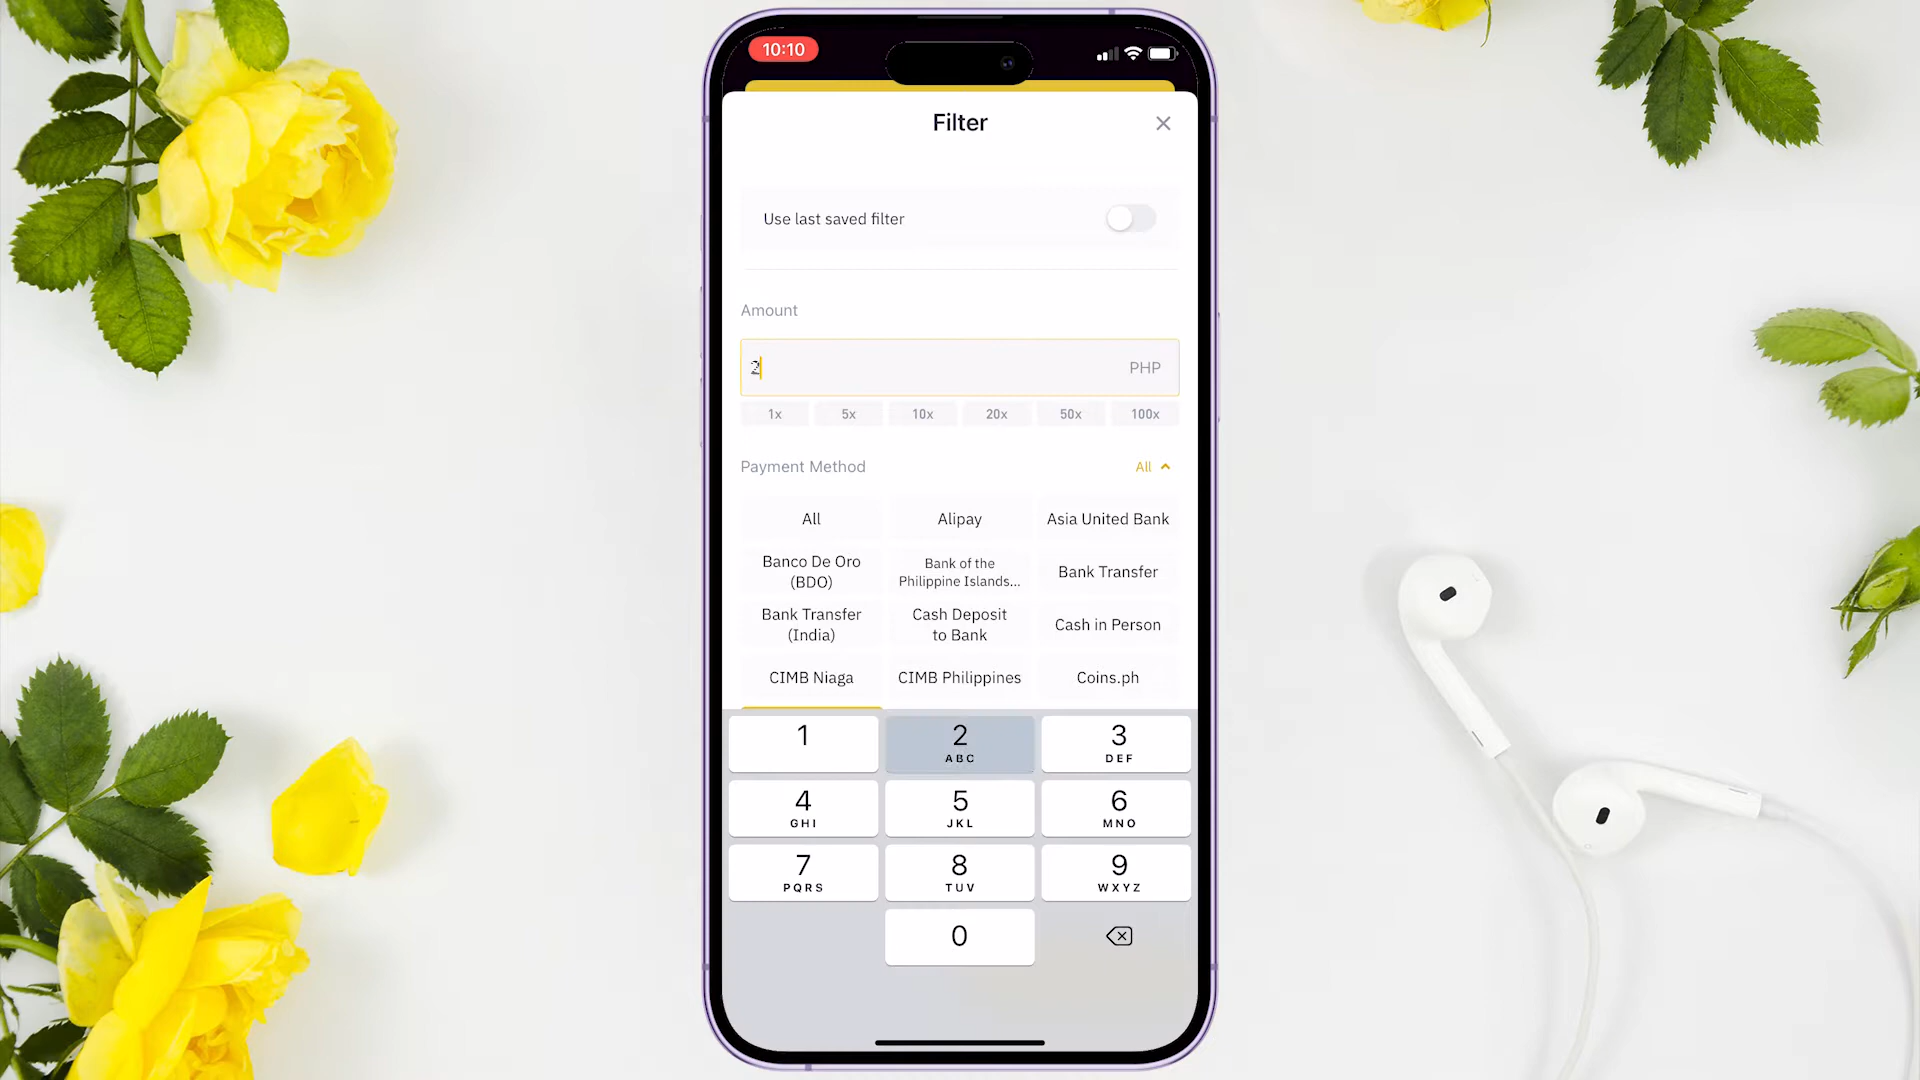 10:10
Filter
Use last saved filter
Amount
2 PHP
1x 5x 10x 20x 50x 100x
Payment Method All
All Alipay Asia United Bank
Banco De Oro
(BDO)
Bank of the
Philippine Islands...
Bank Transfer
Bank Transfer
(India)
Cash Deposit
to Bank
Cash in Person
CIMB Niaga CIMB Philippines Coins.ph
1 2 3
ABC DEF
4 5 6
GHI JKL MNO
7 8 9
PQRS TUV WXYZ
0